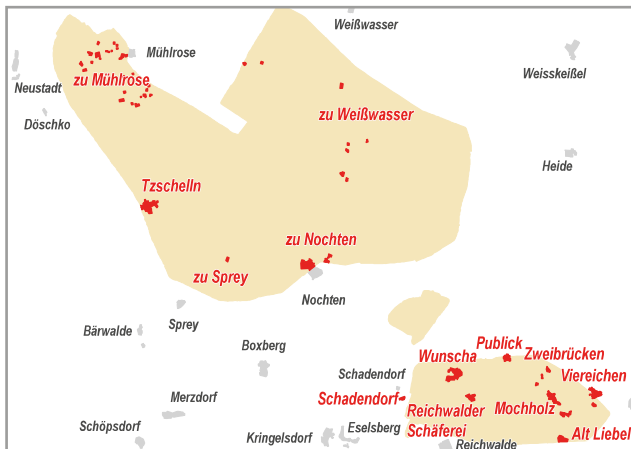 Weißwasser
Mühlrose
zu Mühlrose
Neustadt
Weisskeißel
Döschko
zu Weißwasser
Heide
Tzschelln
zu Nochten
zu Sprey
Nochten
Sprey
Bärwalde
Boxberg
Publick
Wunscha
Zweibrücken
Schadendorf
Viereichen
Merzdorf
Schadendorf
Reichwalder
Schäferei
Mochholz
Schöpsdorf
Kringelsdorf
Eselsberg
Alt Liebel
Reichwalde